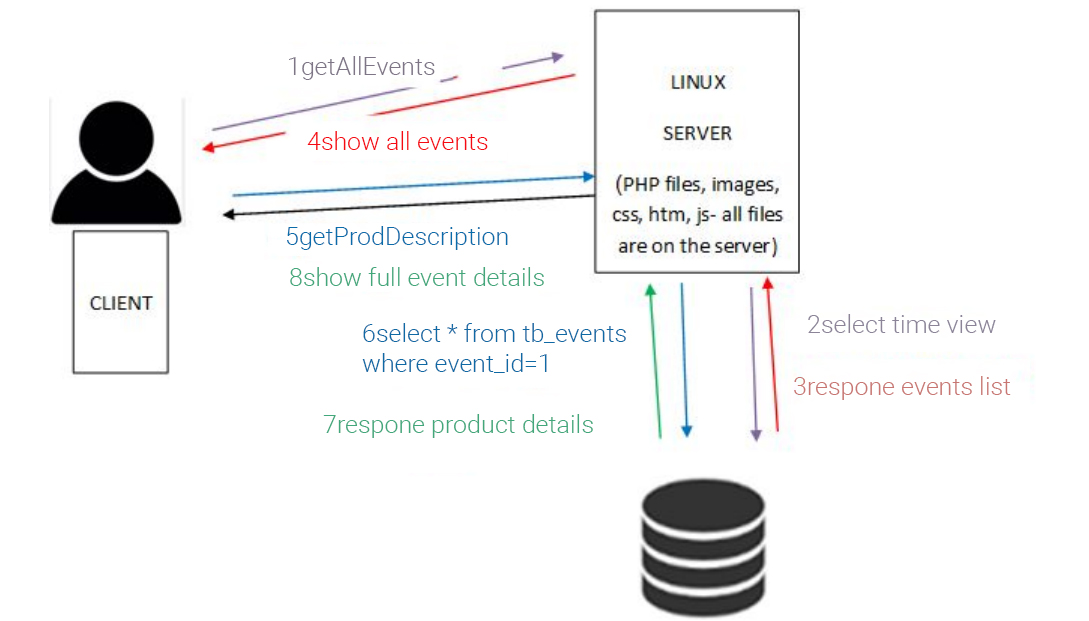 1getAllEvents
LINUX
SERVER
(PHP files, images,
css, htm, js- all files
are on the server)
4show all events
5getProdDescription
8show full event details
CLIENT
6select * from tb_events
where event_id=1
2select time view
3respone events list
7respone product details